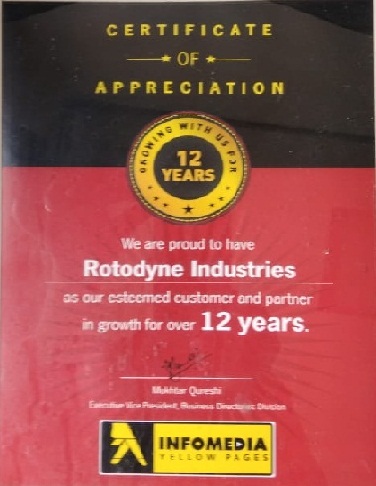 CERTIFICATE
OF
APPRECIATION
GROWING WITH US FOR
12
YEARS
We are proud to have
Rotodyne Industries
as our esteemed customer and partner
in growth for over 12 years.
Mukhtar Qureshi
Executive Vice President, Business Directories Division
INFOMEDIA
YELLOW PAGES